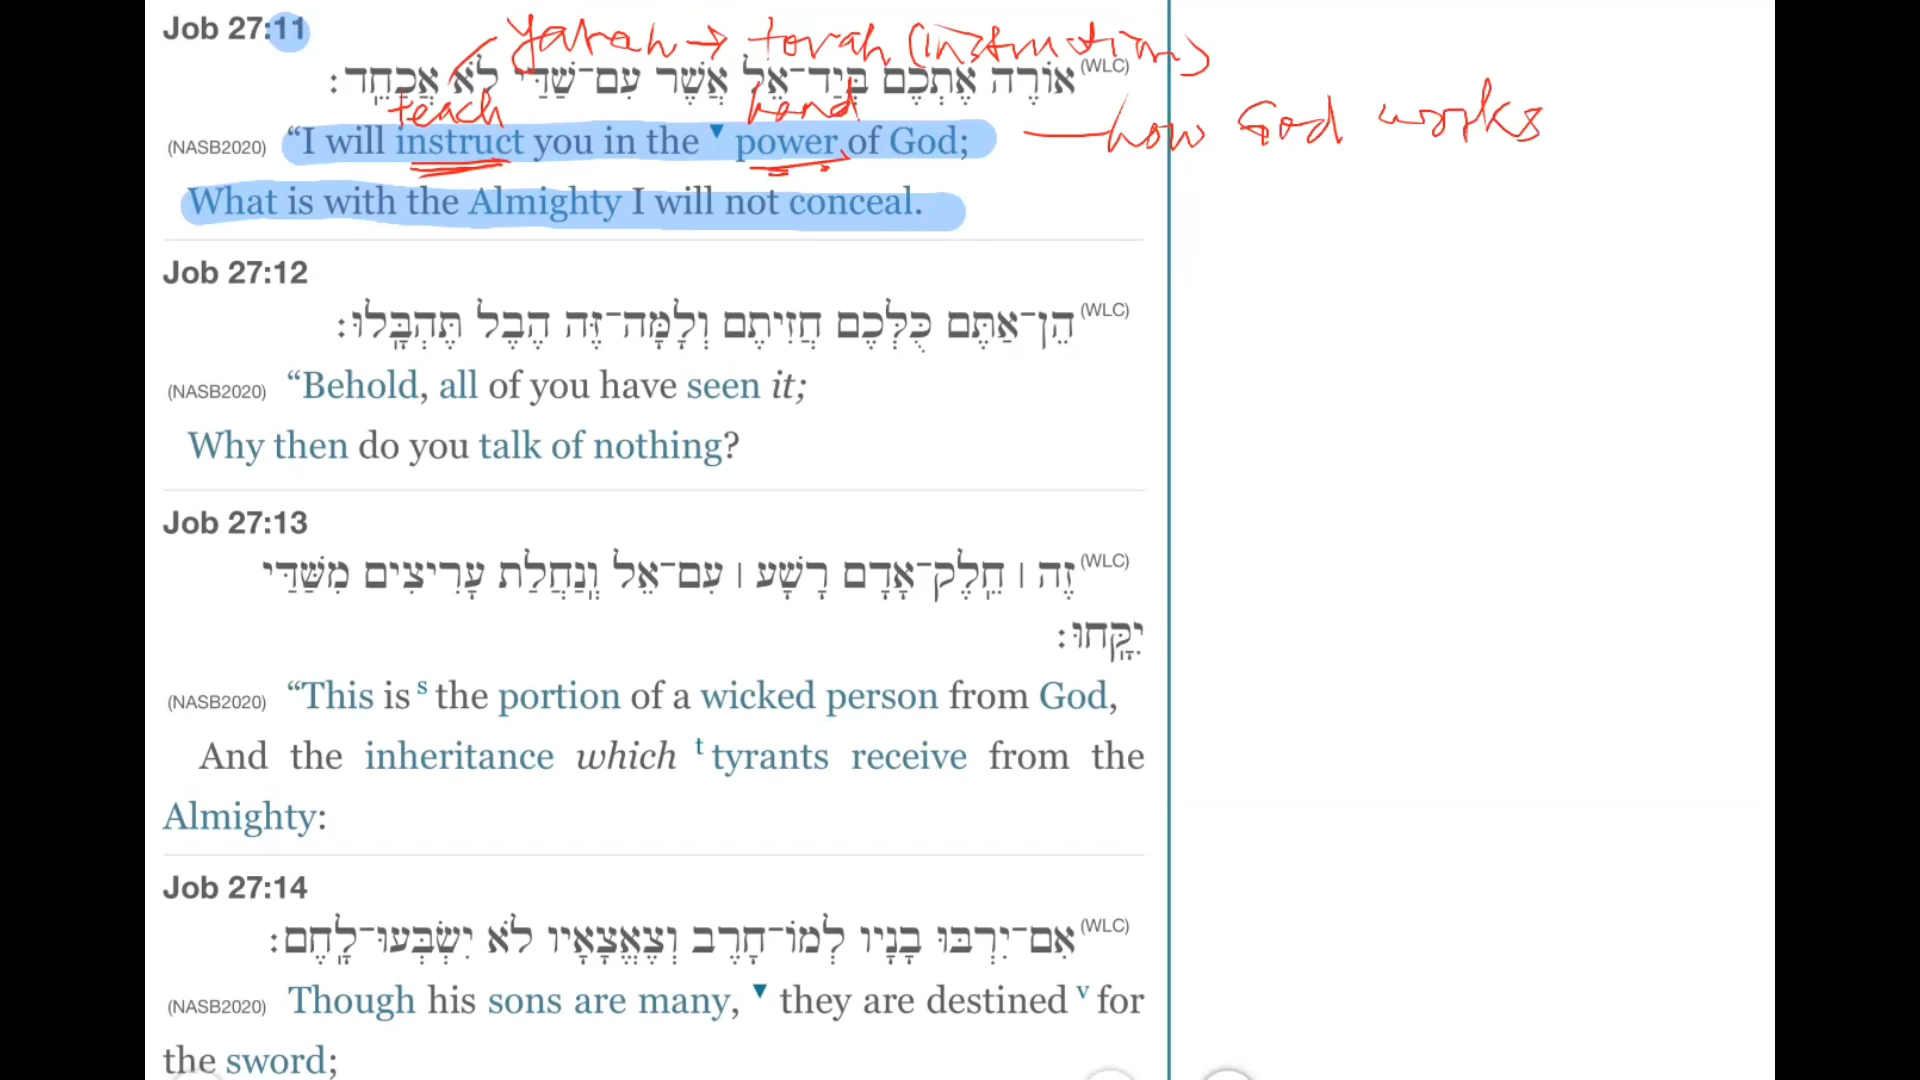 Job 27:11
yarah → torah (instructions)
(WLC) אוֹרֶה אֶתְכֶם בְּיַד־אֵל אֲשֶׁר עִם־שַׁדַּי לֹא אֲכַחֵד׃
teach hand
(NASB2020) “I will instruct you in the ▼ power of God; — how God works
What is with the Almighty I will not conceal.
Job 27:12
(WLC) הֵן־אַתֶּם כֻּלְּכֶם חֲזִיתֶם וְלָמָּה־זֶּה הֶבֶל תֶּהְבָּלוּ׃
(NASB2020) “Behold, all of you have seen it;
Why then do you talk of nothing?
Job 27:13
(WLC) זֶה ׀ חֵלֶק־אָדָם רָשָׁע ׀ עִם־אֵל וְנַחֲלַת עָרִיצִים מִשַּׁדַּי
יִקָּחוּ׃
(NASB2020) “This is s the portion of a wicked person from God,
And the inheritance which t tyrants receive from the
Almighty:
Job 27:14
(WLC) אִם־יִרְבּוּ בָנָיו לְמוֹ־חָרֶב וְצֶאֱצָאָיו לֹא יִשְׂבְּעוּ־לָחֶם׃
(NASB2020) Though his sons are many, ▼ they are destined v for
the sword;